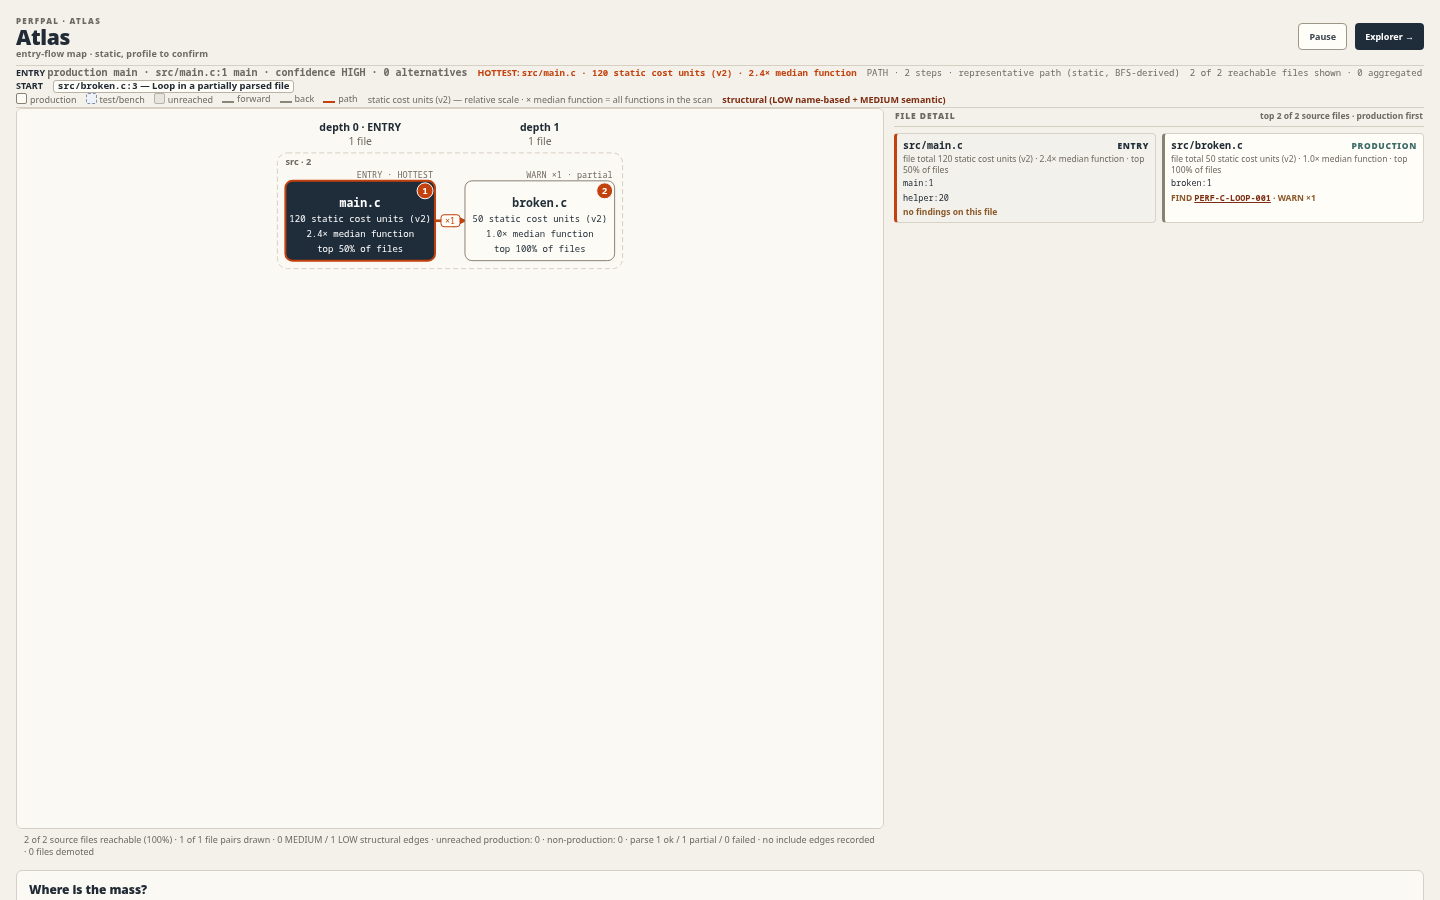 PERFPAL · ATLAS
Atlas
entry-flow map · static, profile to confirm
Pause
Explorer →
ENTRY production main · src/main.c:1 main · confidence HIGH · 0 alternatives HOTTEST: src/main.c · 120 static cost units (v2) · 2.4× median function PATH · 2 steps · representative path (static, BFS-derived) 2 of 2 reachable files shown · 0 aggregated
START src/broken.c:3 — Loop in a partially parsed file
production test/bench unreached forward back path static cost units (v2) — relative scale · × median function = all functions in the scan structural (LOW name-based + MEDIUM semantic)
depth 0 · ENTRY
1 file
depth 1
1 file
src · 2
ENTRY · HOTTEST
1
main.c
120 static cost units (v2)
2.4× median function
top 50% of files
×1
WARN ×1 · partial
2
broken.c
50 static cost units (v2)
1.0× median function
top 100% of files
FILE DETAIL
top 2 of 2 source files · production first
src/main.c ENTRY
file total 120 static cost units (v2) · 2.4× median function · top
50% of files
main:1
helper:20
no findings on this file
src/broken.c PRODUCTION
file total 50 static cost units (v2) · 1.0× median function · top
100% of files
broken:1
FIND PERF-C-LOOP-001 · WARN ×1
2 of 2 source files reachable (100%) · 1 of 1 file pairs drawn · 0 MEDIUM / 1 LOW structural edges · unreached production: 0 · non-production: 0 · parse 1 ok / 1 partial / 0 failed · no include edges recorded
· 0 files demoted
Where is the mass?